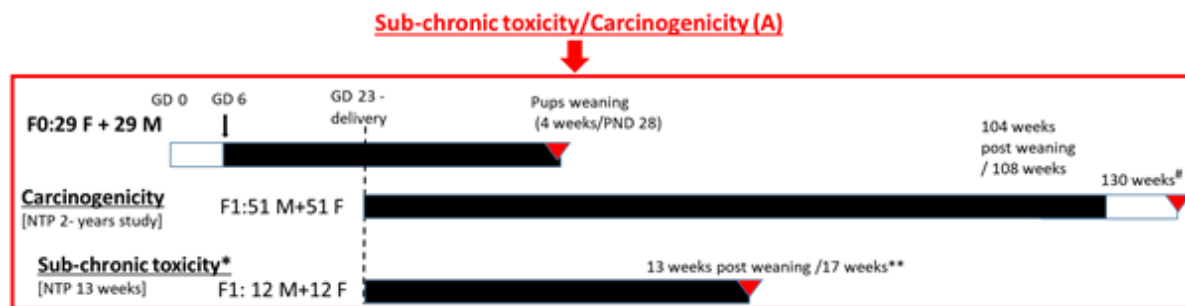 Sub-chronic toxicity/Carcinogenicity (A)
GD 0
GD 6
GD 23 -
delivery
Pups weaning
(4 weeks/PND 28)
F0:29 F + 29 M
104 weeks
post weaning
/ 108 weeks
130 weeks#
Carcinogenicity
[NTP 2- years study]
F1:51 M+51 F
Sub-chronic toxicity*
[NTP 13 weeks]
F1: 12 M+12 F
13 weeks post weaning /17 weeks**